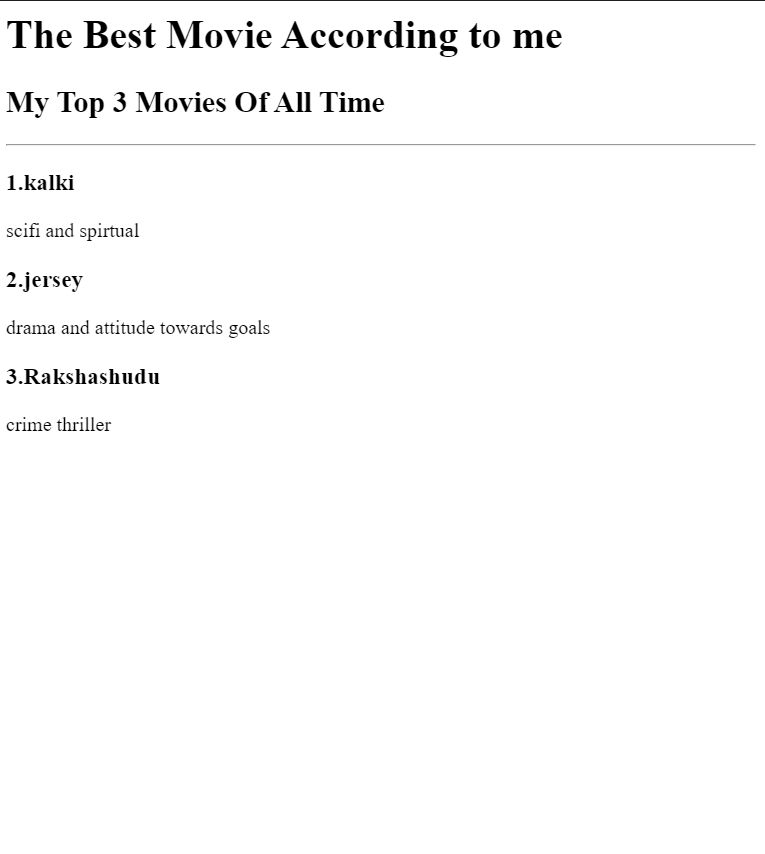 The Best Movie According to me
My Top 3 Movies Of All Time
1.kalki
scifi and spirtual
2.jersey
drama and attitude towards goals
3.Rakshashudu
crime thriller